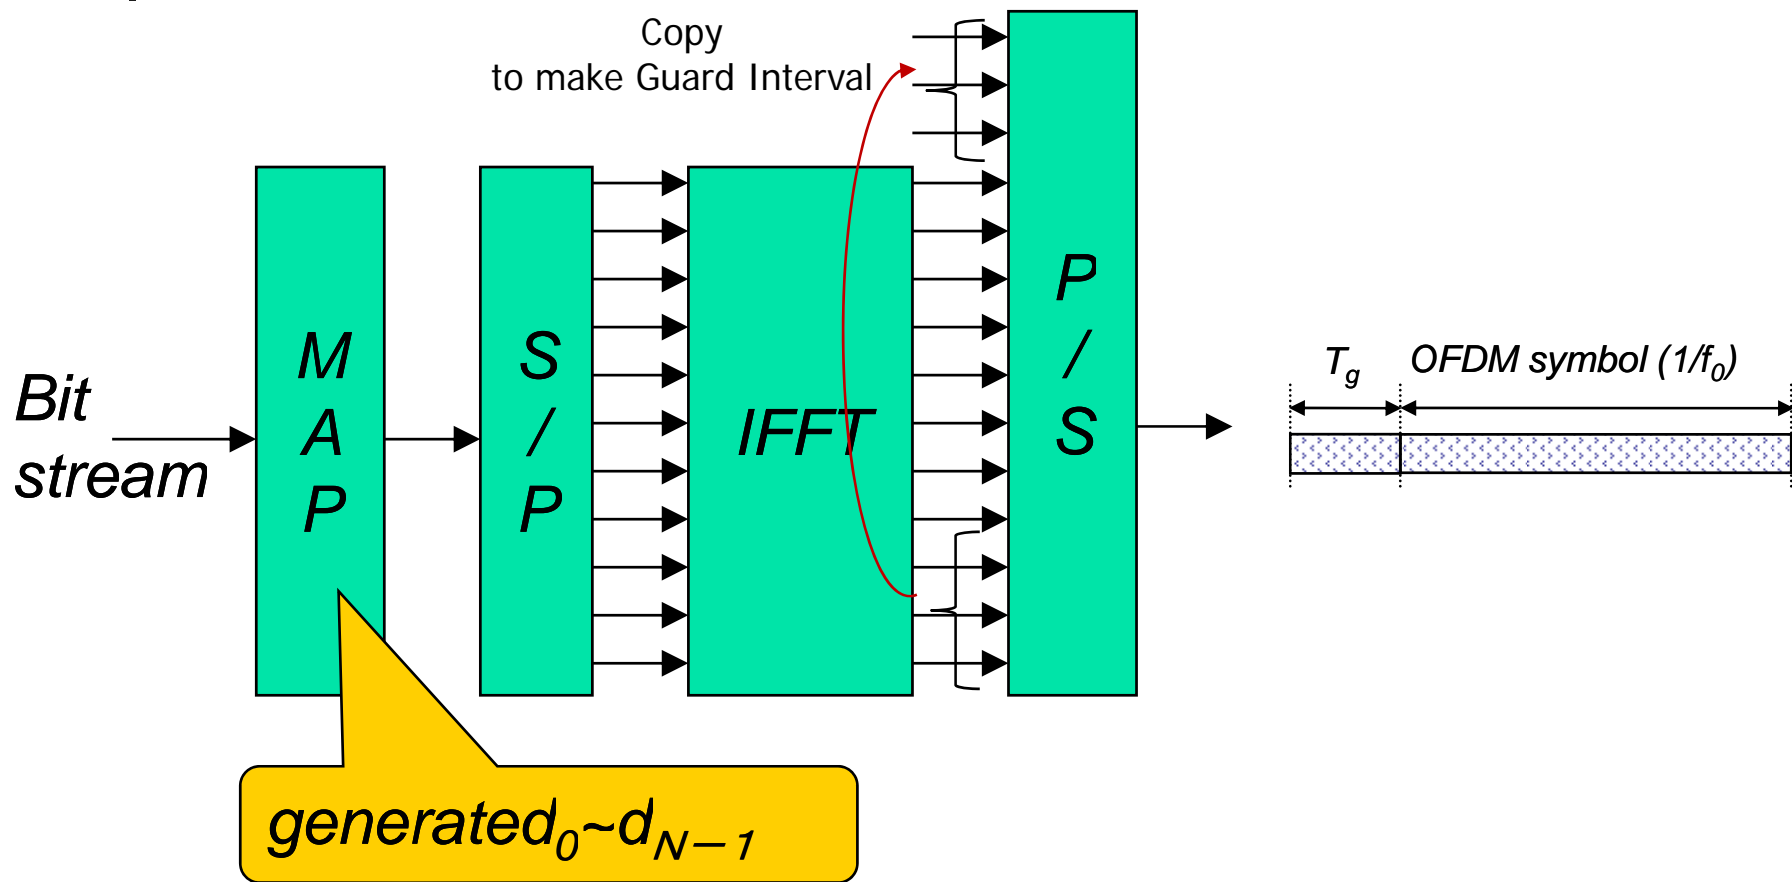 Copy
to make Guard Interval
Bit
stream
M
A
P
S
/
P
IFFT
P
/
S
Tg
OFDM symbol (1/f0)
generated0~dN−1